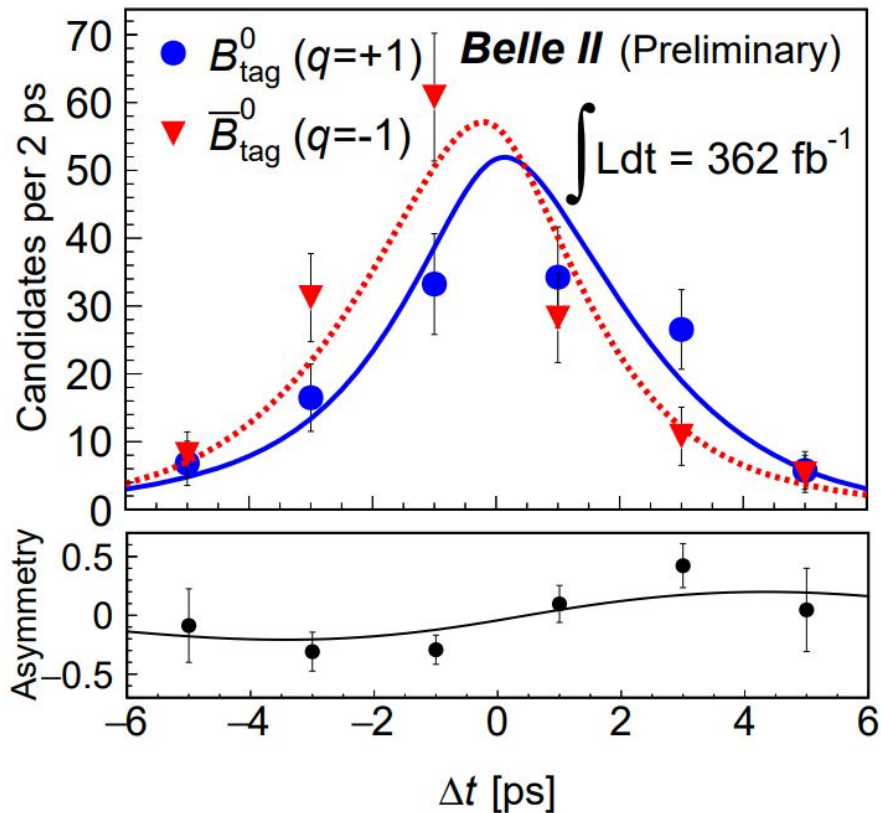 Belle II (Preliminary)
B⁰tag (q=+1)
B̅⁰tag (q=-1)
∫ Ldt = 362 fb⁻¹
Candidates per 2 ps
70
60
50
40
30
20
10
0
Asymmetry
0.5
0
−0.5
−6 −4 −2 0 2 4 6
Δt [ps]